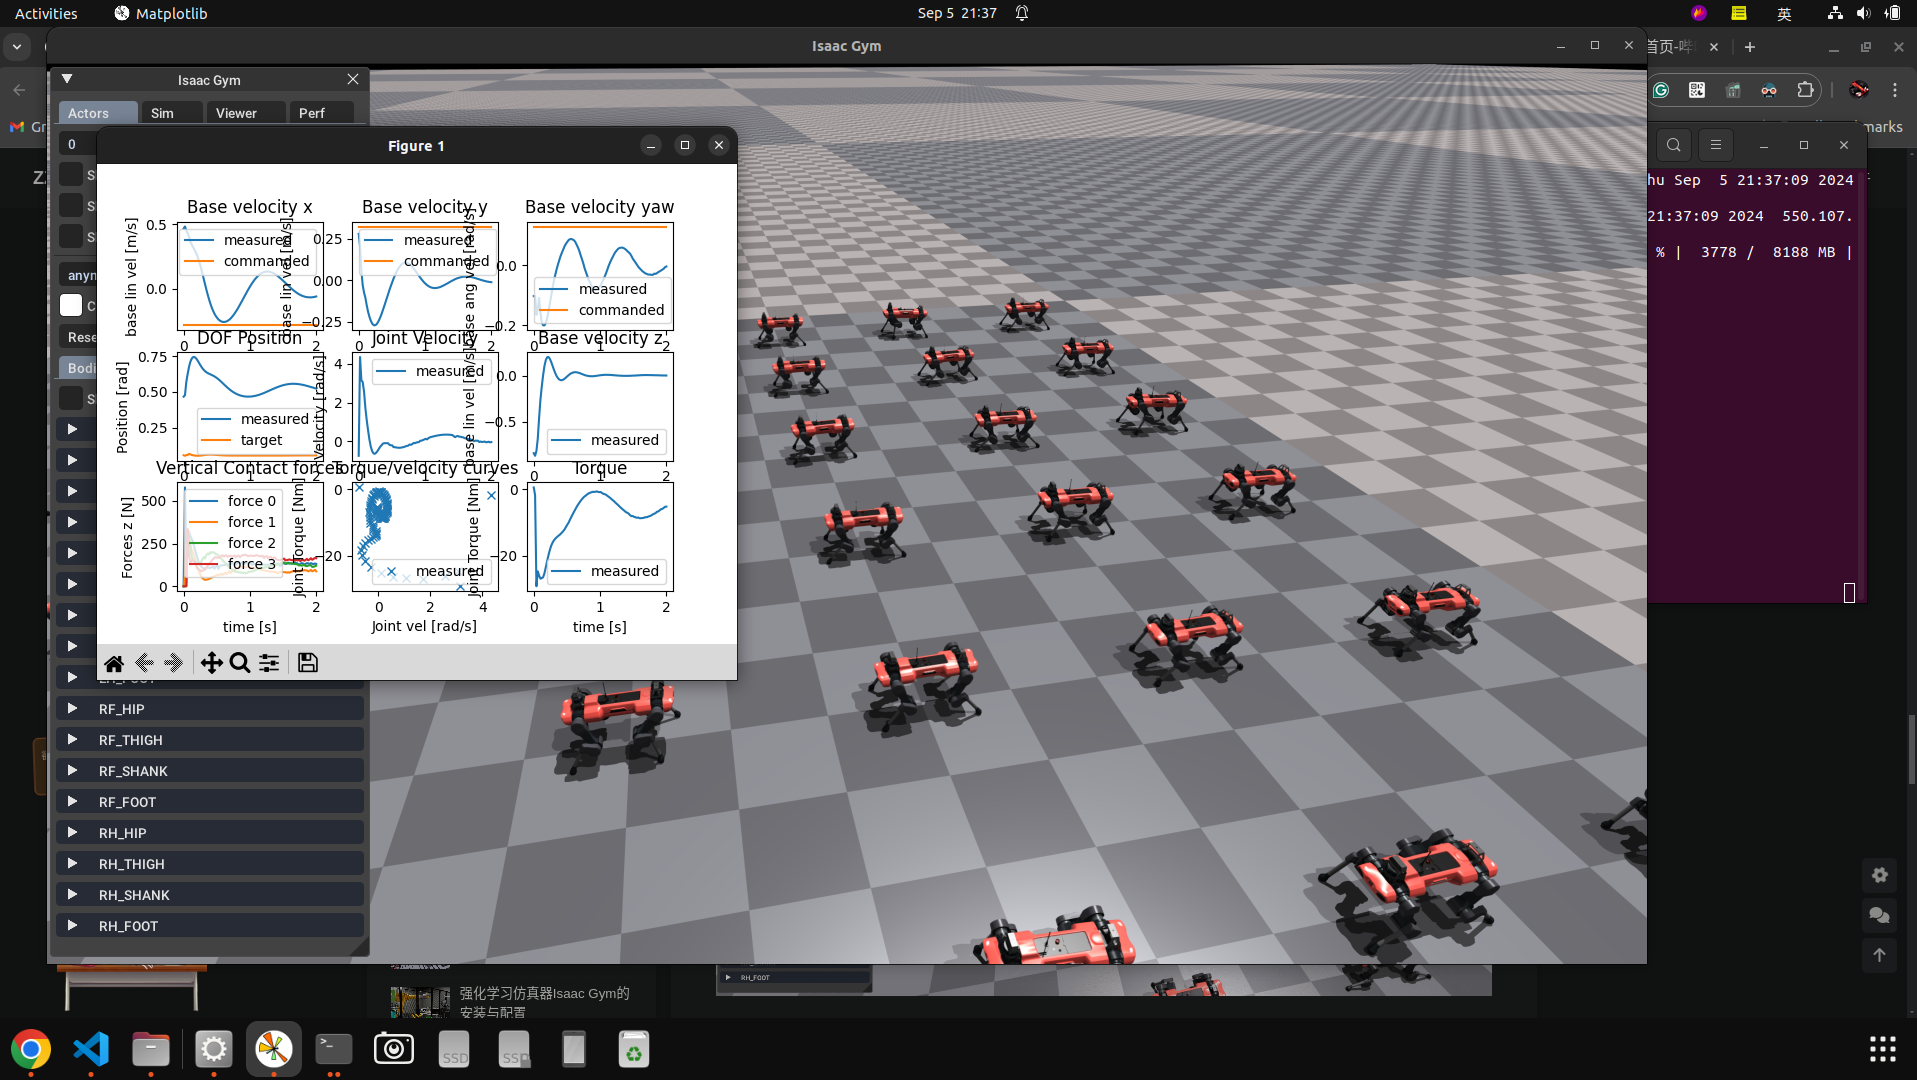 Activities
Matplotlib
Sep 5 21:37
英
Isaac Gym
首页-哔
Isaac Gym
Actors
Sim
Viewer
Perf
0
Figure 1
Base velocity x
base lin vel [m/s]
0.5
0.0
measured
commanded
0
1
2
Base velocity y
base lin vel [m/s]
0.25
0.00
−0.25
measured
commanded
0
1
2
Base velocity yaw
base ang vel [rad/s]
0.0
−0.2
measured
commanded
0
1
2
DOF Position
Position [rad]
0.75
0.50
0.25
measured
target
Joint Velocity
Velocity [rad/s]
4
2
0
measured
0
1
2
Base velocity z
base lin vel [m/s]
0.0
−0.5
measured
Vertical Contact forces
Forces z [N]
500
250
0
force 0
force 1
force 2
force 3
0
1
2
time [s]
Torque/velocity curves
Joint Torque [Nm]
0
−20
measured
0
2
4
Joint vel [rad/s]
Torque
Joint Torque [Nm]
0
−20
measured
0
1
2
time [s]
anym
Rese
Bodi
RF_HIP
RF_THIGH
RF_SHANK
RF_FOOT
RH_HIP
RH_THIGH
RH_SHANK
RH_FOOT
hu Sep  5 21:37:09 2024
21:37:09 2024  550.107.
% |  3778 /  8188 MB |
RH_FOOT
强化学习仿真器Isaac Gym的
安装与配置
SSD
SSD